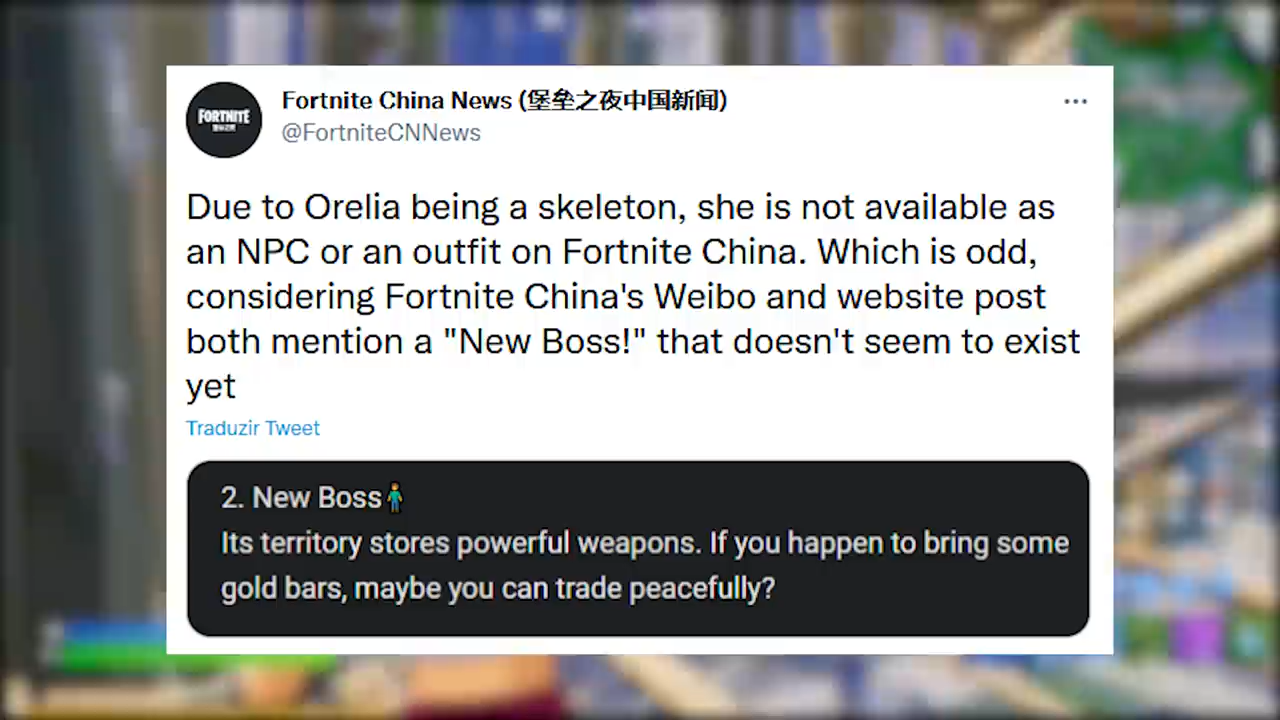 FORTNITE
Fortnite China News (堡垒之夜中国新闻)
@FortniteCNNews
Due to Orelia being a skeleton, she is not available as
an NPC or an outfit on Fortnite China. Which is odd,
considering Fortnite China's Weibo and website post
both mention a "New Boss!" that doesn't seem to exist
yet
Traduzir Tweet
2. New Boss🧍‍♂️
Its territory stores powerful weapons. If you happen to bring some
gold bars, maybe you can trade peacefully?